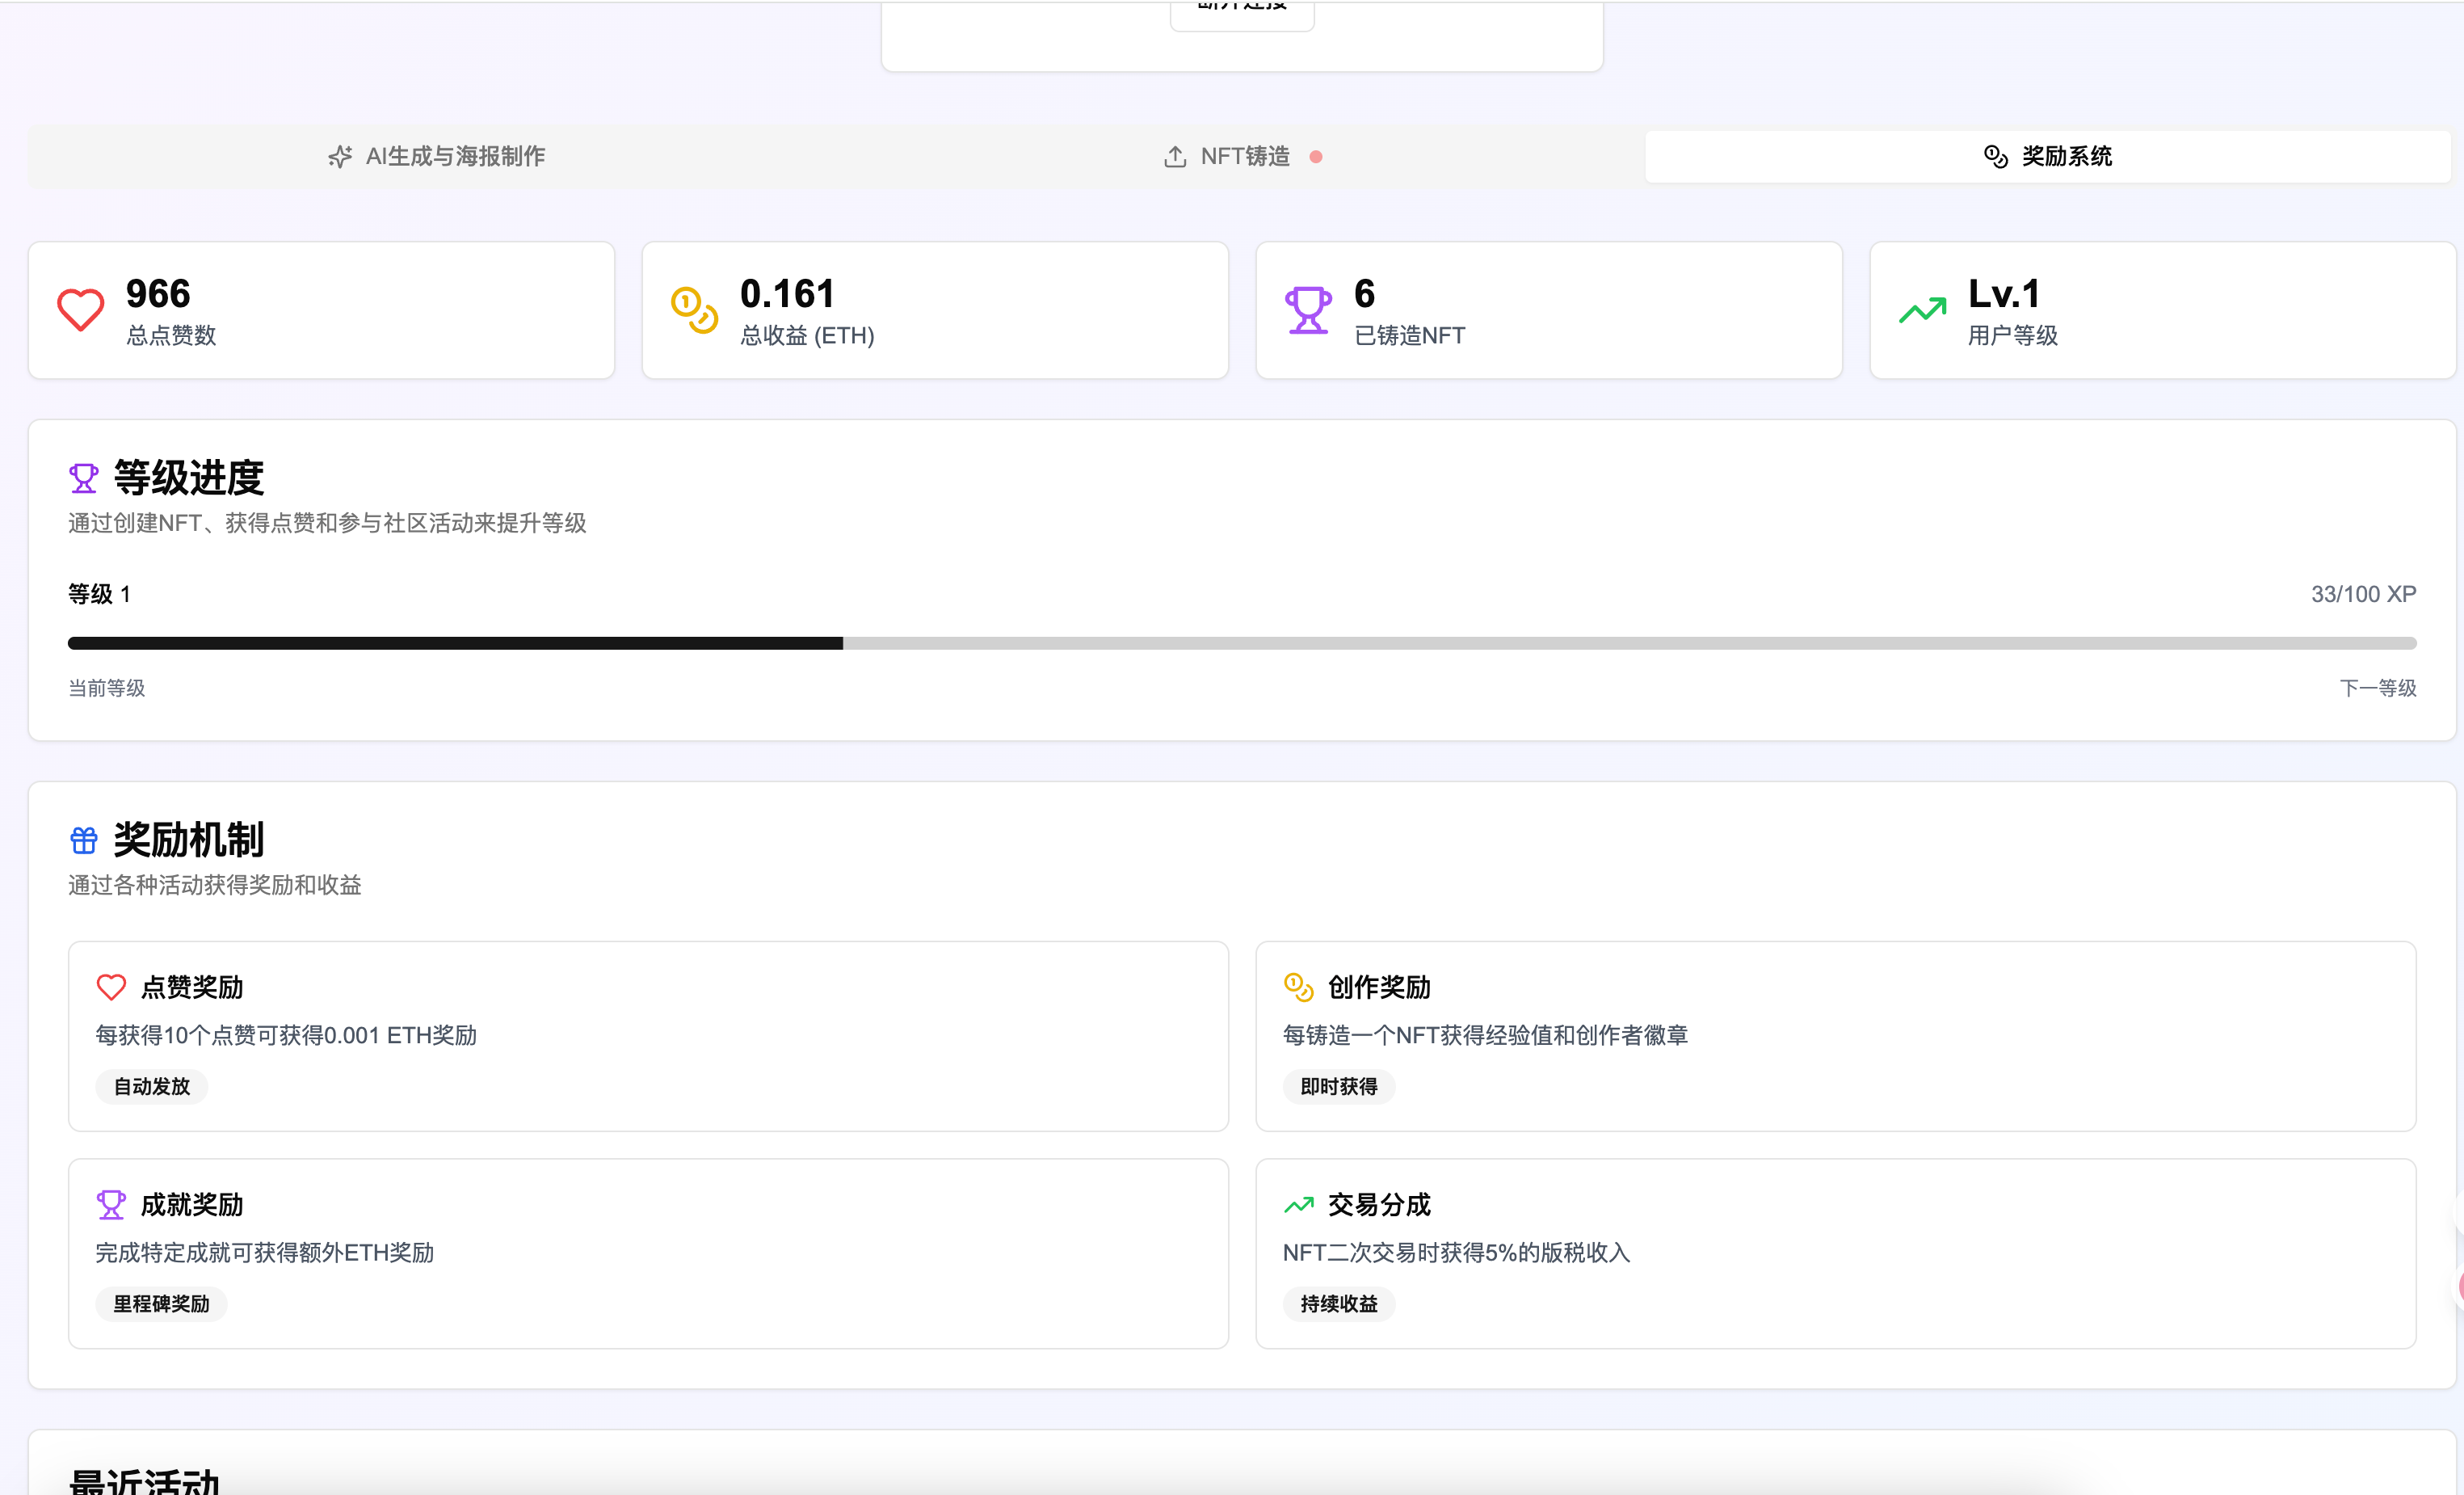 断开连接
AI生成与海报制作
NFT铸造
奖励系统
966
总点赞数
0.161
总收益 (ETH)
6
已铸造NFT
Lv.1
用户等级
等级进度
通过创建NFT、获得点赞和参与社区活动来提升等级
等级 1
33/100 XP
当前等级
下一等级
奖励机制
通过各种活动获得奖励和收益
点赞奖励
每获得10个点赞可获得0.001 ETH奖励
自动发放
创作奖励
每铸造一个NFT获得经验值和创作者徽章
即时获得
成就奖励
完成特定成就可获得额外ETH奖励
里程碑奖励
交易分成
NFT二次交易时获得5%的版税收入
持续收益
最近活动